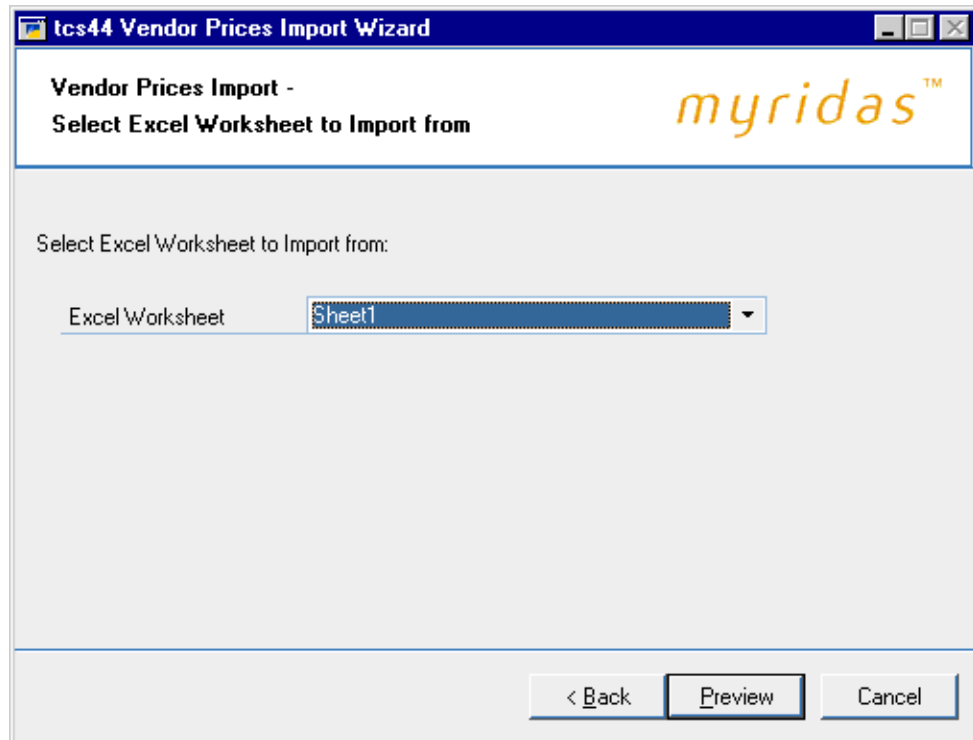 tcs44 Vendor Prices Import Wizard
Vendor Prices Import -
Select Excel Worksheet to Import from
myridas™
Select Excel Worksheet to Import from:
Excel Worksheet Sheet1
< Back Preview Cancel